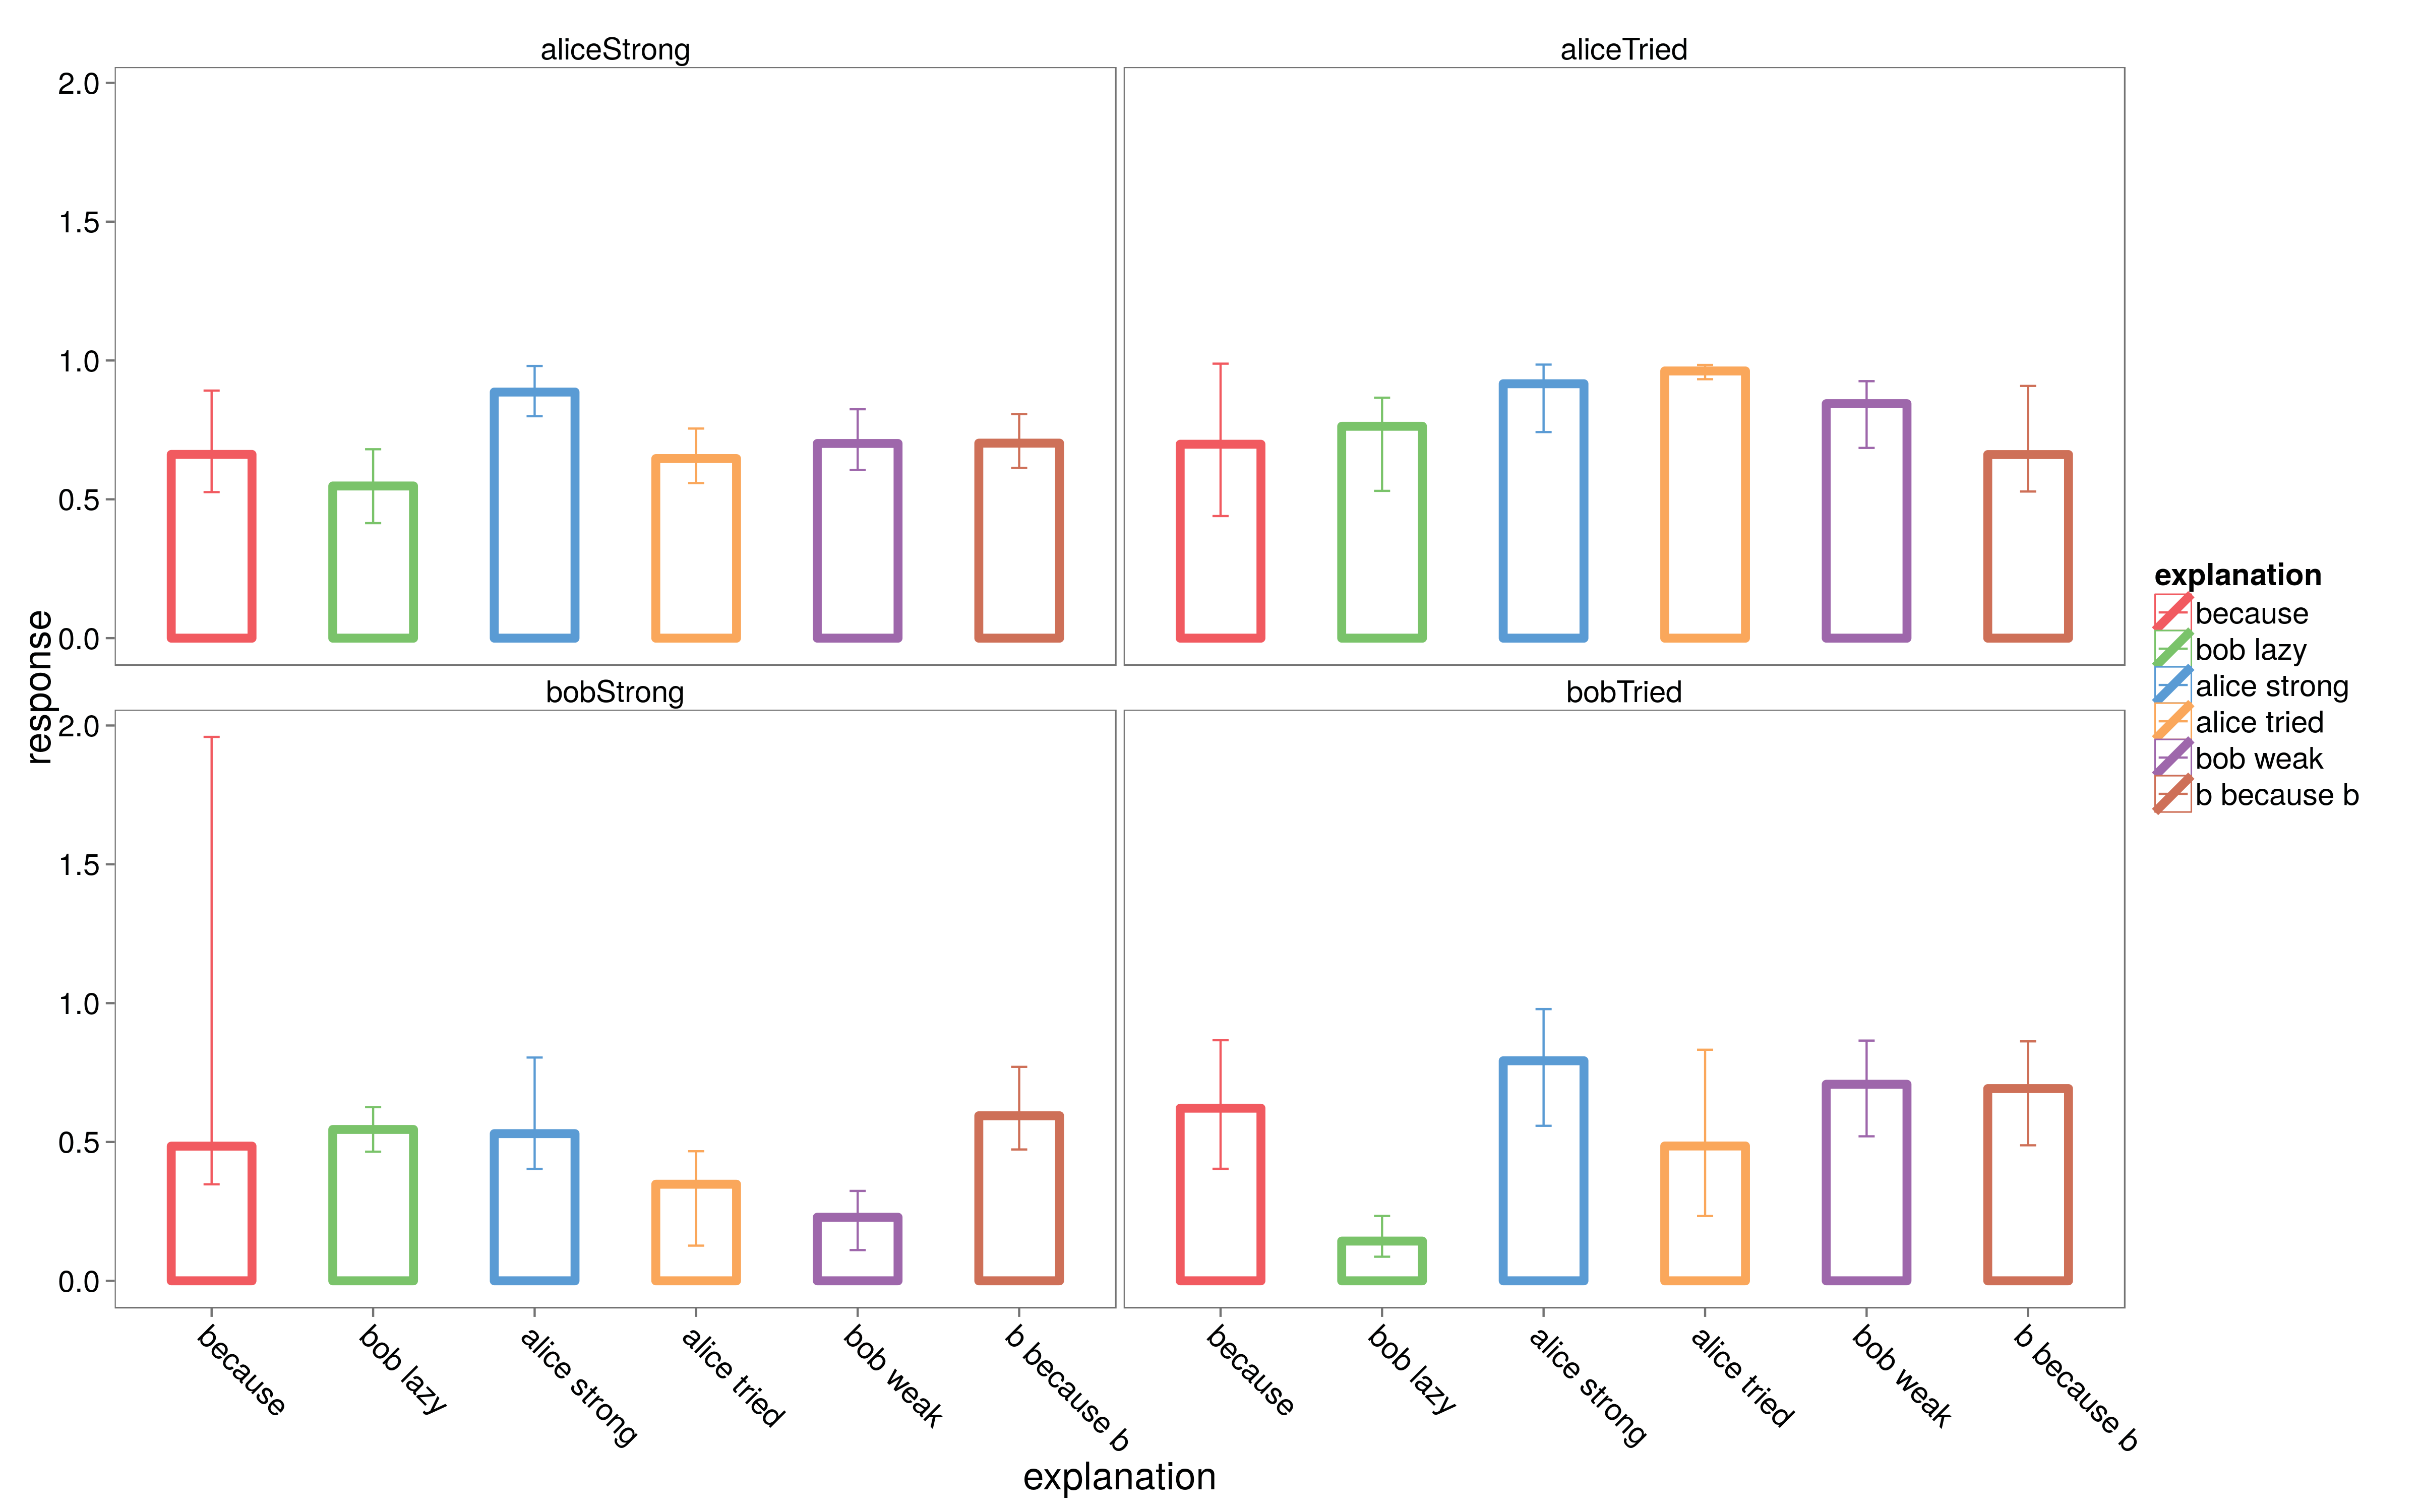 aliceStrong
aliceTried
2.0
1.5
1.0
0.5
0.0
bobStrong
bobTried
2.0
1.5
1.0
0.5
0.0
response
because
bob lazy
alice strong
alice tried
bob weak
b because b
because
bob lazy
alice strong
alice tried
bob weak
b because b
explanation
explanation
because
bob lazy
alice strong
alice tried
bob weak
b because b